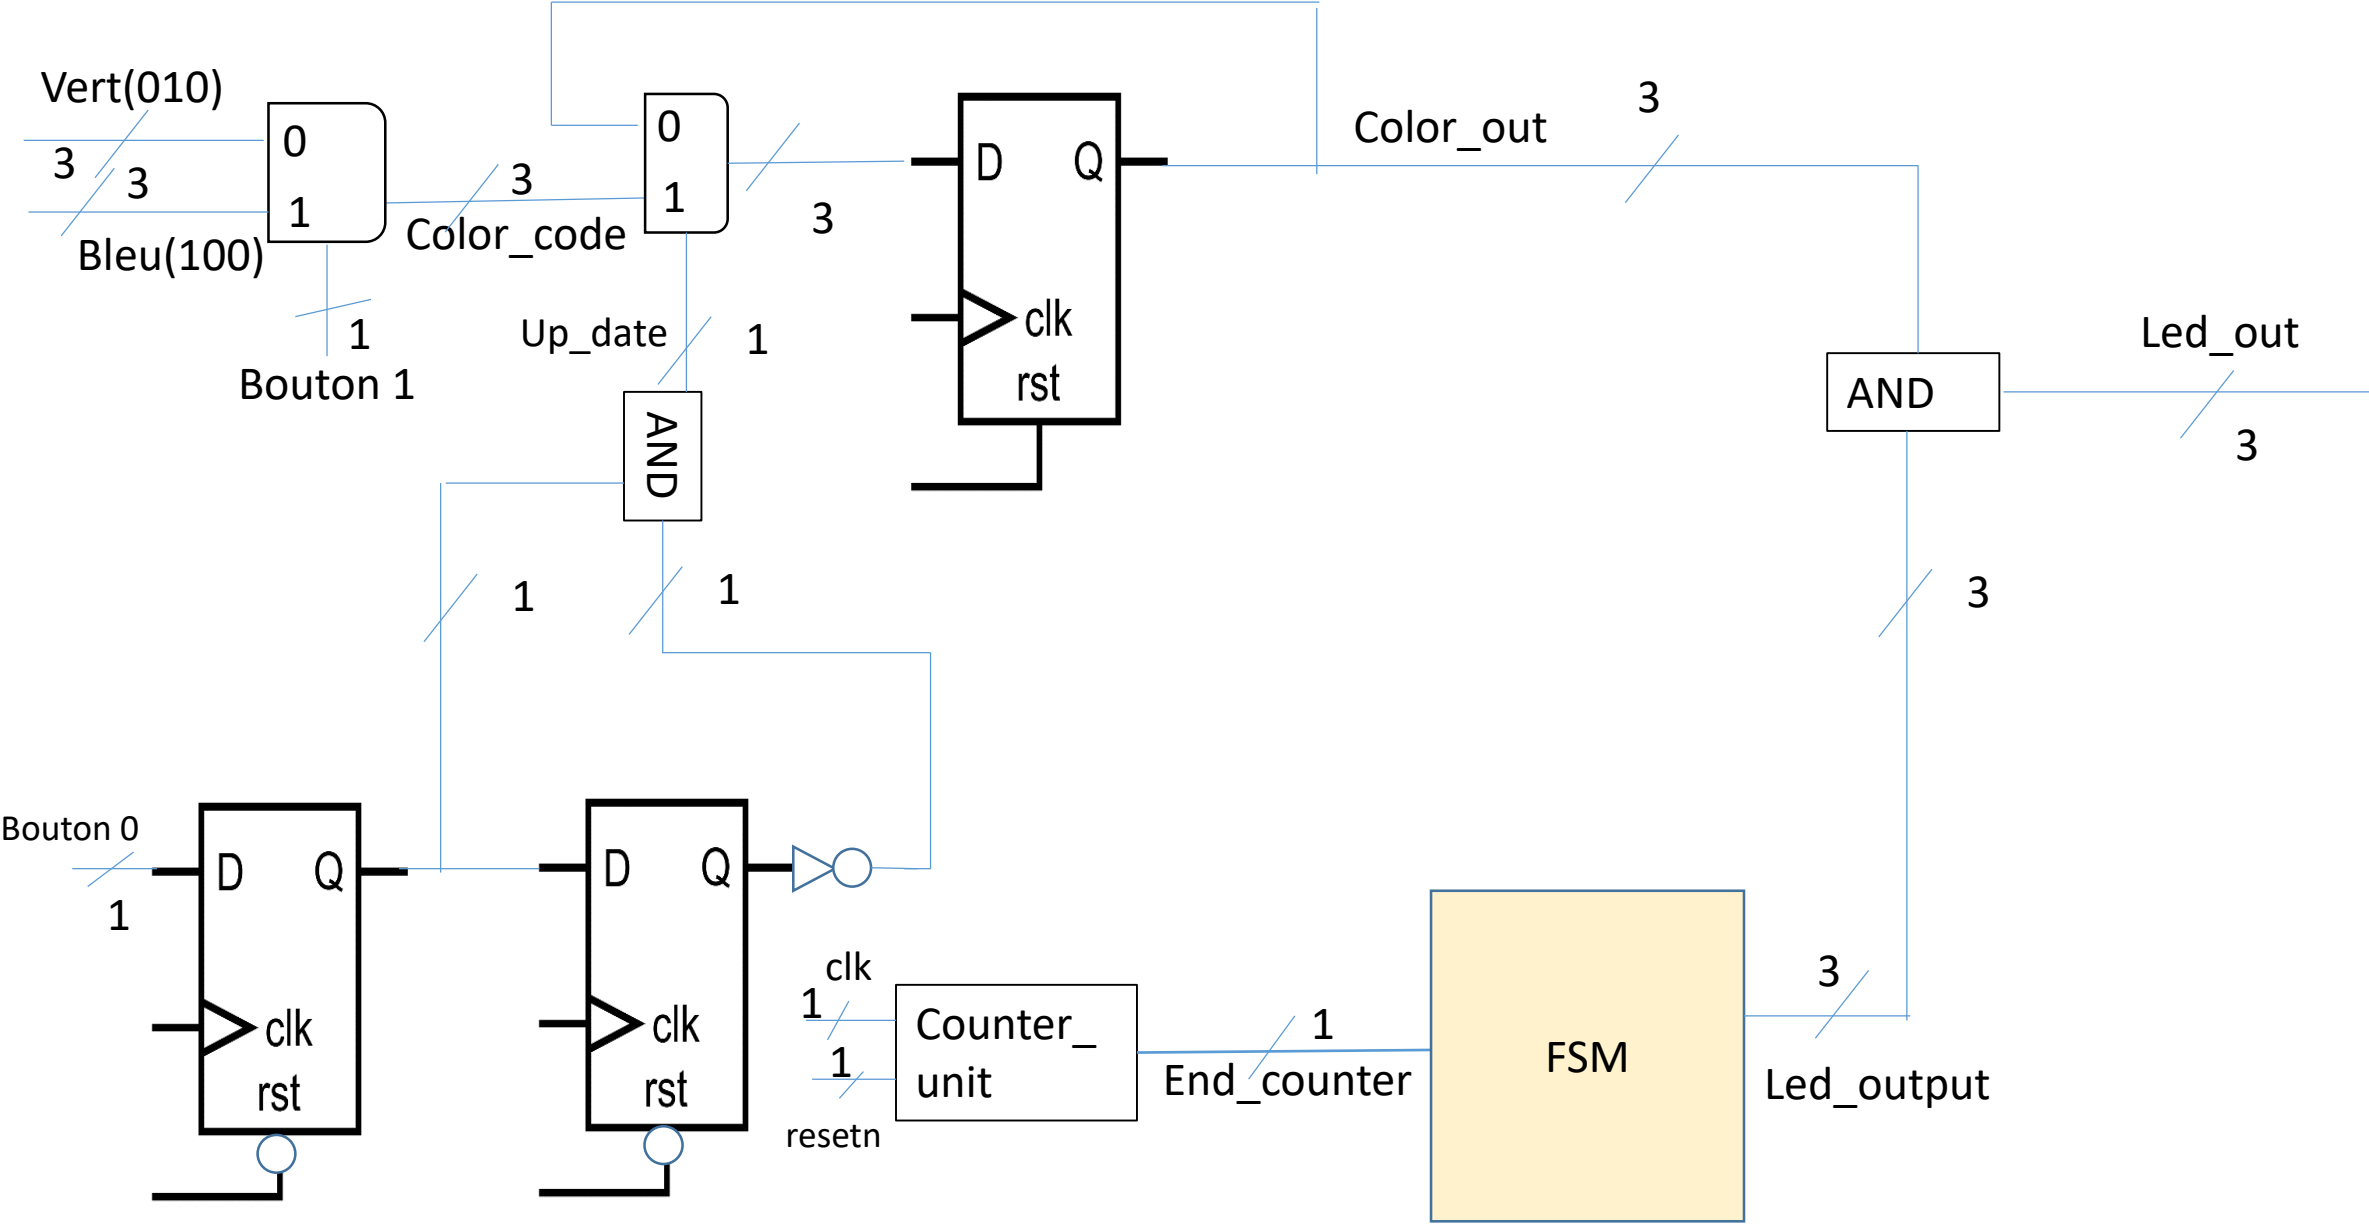 Vert(010)
3
3
Bleu(100)
0
1
1
Bouton 1
3
Color_code
0
1
3
Up_date
1
AND
D Q
clk
rst
Color_out
3
AND
Led_out
3
1
1
3
Bouton 0
1
D Q
clk
rst
D Q
clk
rst
clk
1
1
resetn
Counter_
unit
1
End_counter
FSM
3
Led_output